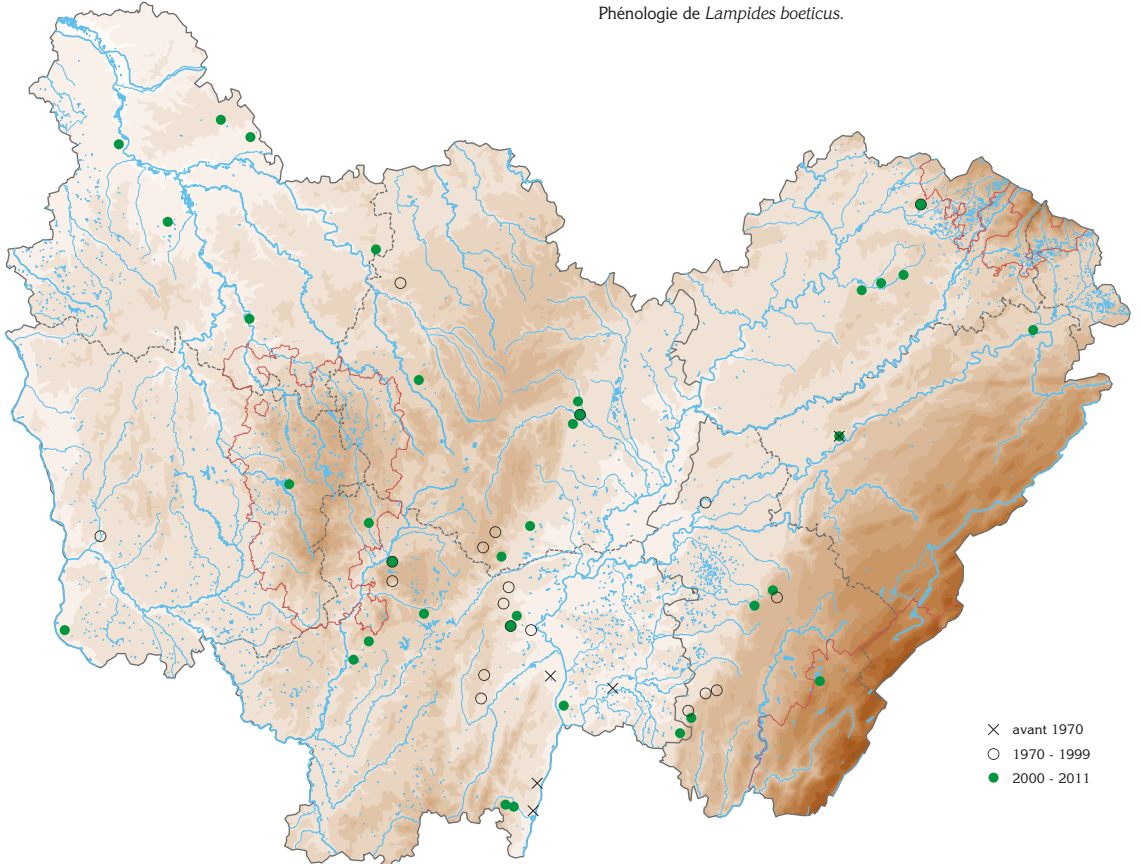 Phénologie de Lampides boeticus.
avant 1970
1970 - 1999
2000 - 2011